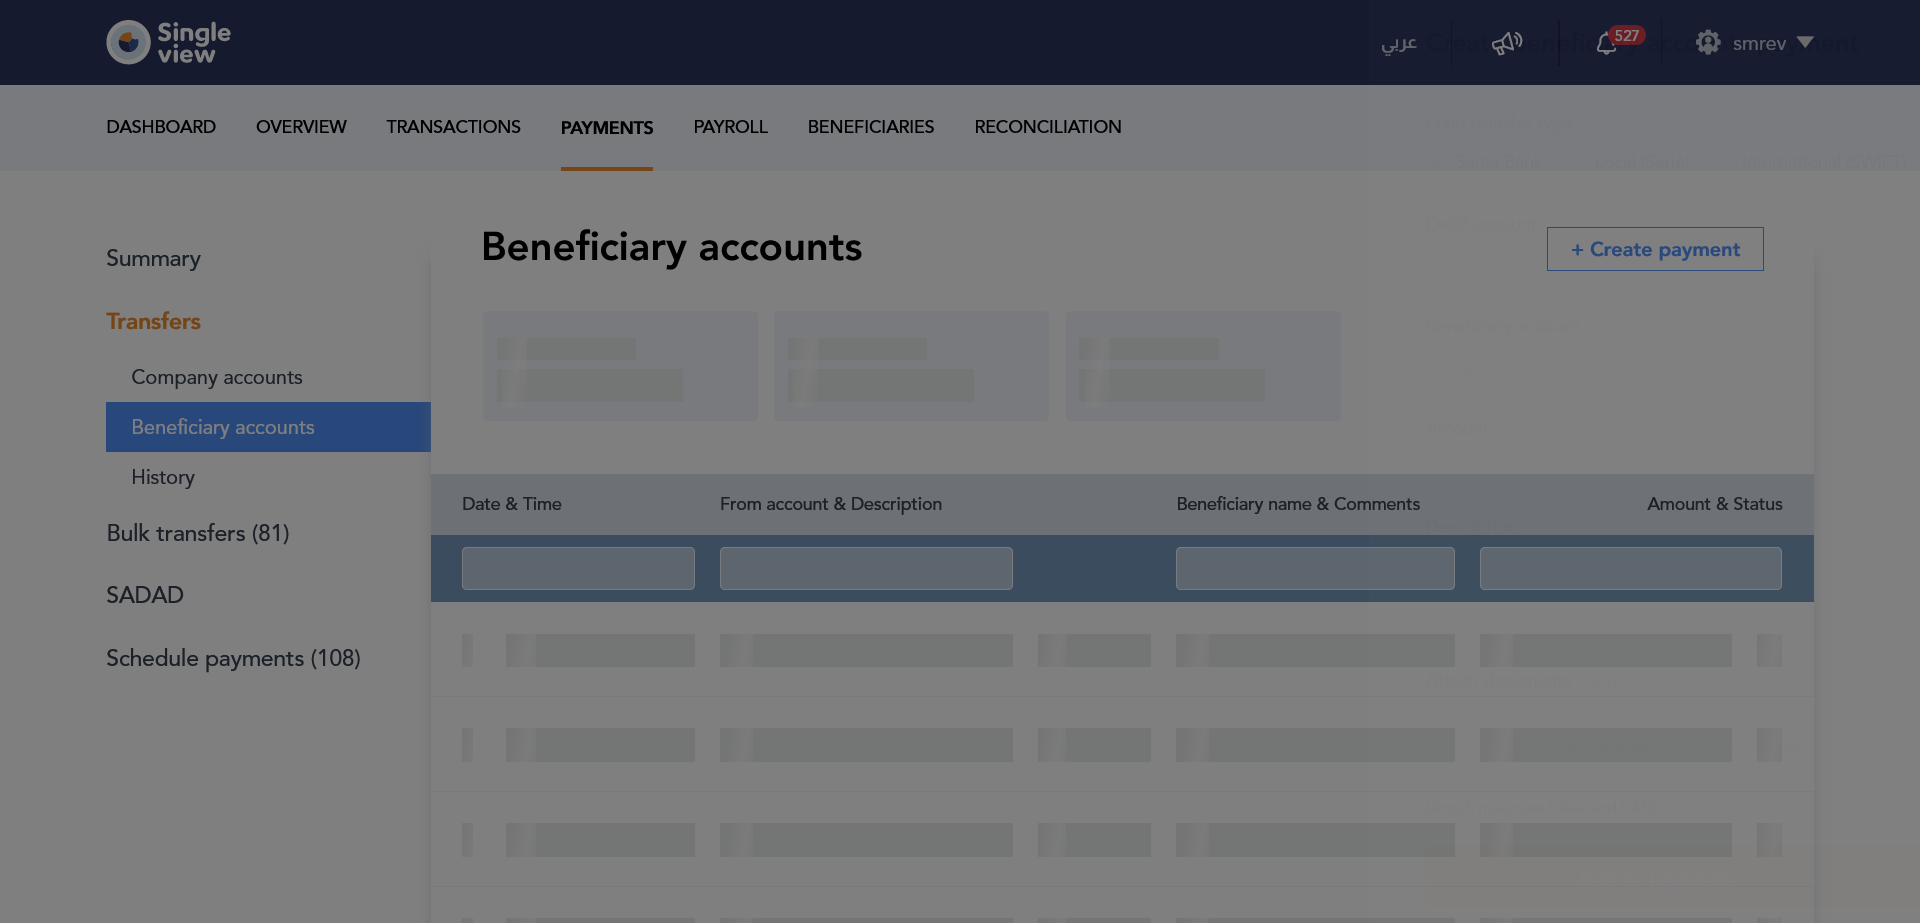 Single
view
عربي
527
smrev
DASHBOARD
OVERVIEW
TRANSACTIONS
PAYMENTS
PAYROLL
BENEFICIARIES
RECONCILIATION
Summary
Transfers
Company accounts
Beneficiary accounts
History
Bulk transfers (81)
SADAD
Schedule payments (108)
Beneficiary accounts
+ Create payment
Date & Time
From account & Description
Beneficiary name & Comments
Amount & Status